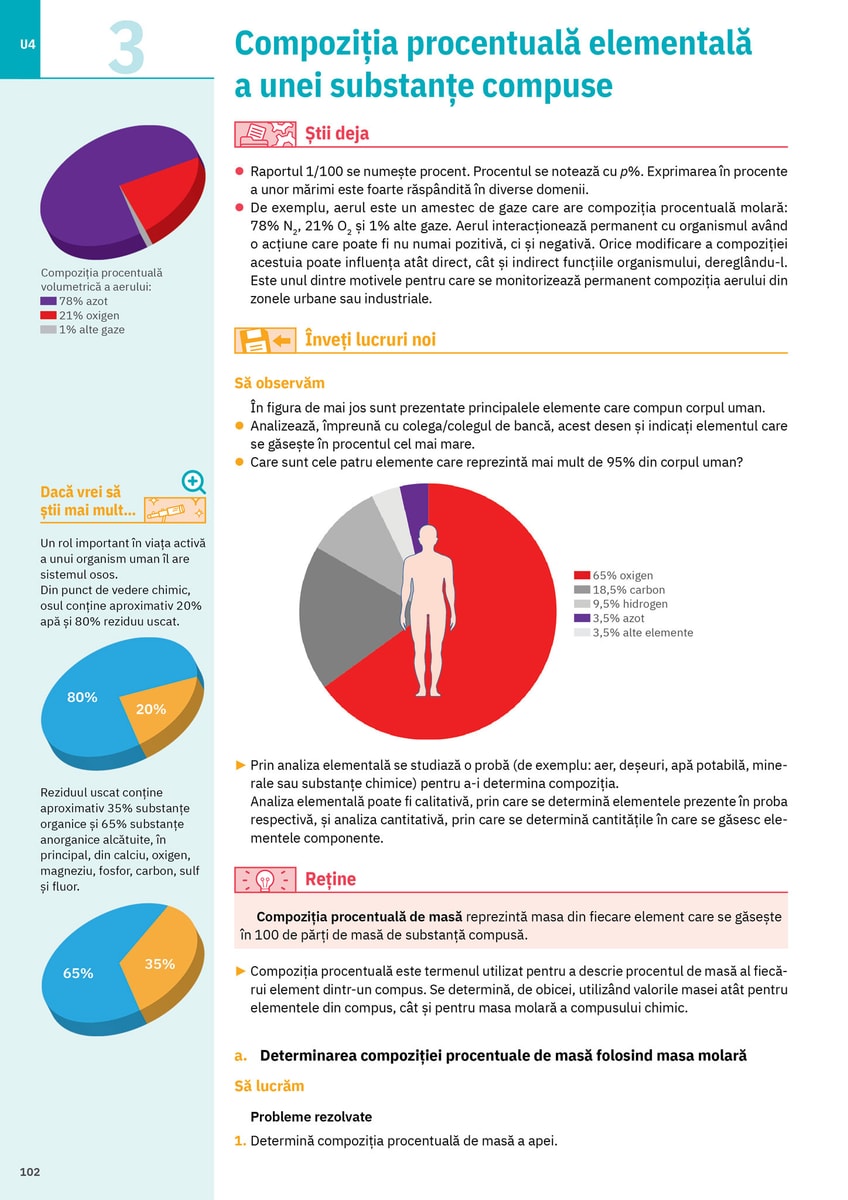 U4
3
Compoziția procentuală elementală
a unei substanțe compuse
Compoziția procentuală
volumetrică a aerului:
78% azot
21% oxigen
1% alte gaze
Știi deja
● Raportul 1/100 se numește procent. Procentul se notează cu p%. Exprimarea în procente
a unor mărimi este foarte răspândită în diverse domenii.
● De exemplu, aerul este un amestec de gaze care are compoziția procentuală molară:
78% N₂, 21% O₂ și 1% alte gaze. Aerul interacționează permanent cu organismul având
o acțiune care poate fi nu numai pozitivă, ci și negativă. Orice modificare a compoziției
acestuia poate influența atât direct, cât și indirect funcțiile organismului, dereglându-l.
Este unul dintre motivele pentru care se monitorizează permanent compoziția aerului din
zonele urbane sau industriale.
Înveți lucruri noi
Să observăm
În figura de mai jos sunt prezentate principalele elemente care compun corpul uman.
● Analizează, împreună cu colega/colegul de bancă, acest desen și indicați elementul care
se găsește în procentul cel mai mare.
● Care sunt cele patru elemente care reprezintă mai mult de 95% din corpul uman?
65% oxigen
18,5% carbon
9,5% hidrogen
3,5% azot
3,5% alte elemente
Dacă vrei să
știi mai mult...
Un rol important în viața activă
a unui organism uman îl are
sistemul osos.
Din punct de vedere chimic,
osul conține aproximativ 20%
apă și 80% reziduu uscat.
80%
20%
Reziduul uscat conține
aproximativ 35% substanțe
organice și 65% substanțe
anorganice alcătuite, în
principal, din calciu, oxigen,
magneziu, fosfor, carbon, sulf
și fluor.
65%
35%
► Prin analiza elementală se studiază o probă (de exemplu: aer, deșeuri, apă potabilă, mine-
rale sau substanțe chimice) pentru a-i determina compoziția.
Analiza elementală poate fi calitativă, prin care se determină elementele prezente în proba
respectivă, și analiza cantitativă, prin care se determină cantitățile în care se găsesc ele-
mentele componente.
Reține
Compoziția procentuală de masă reprezintă masa din fiecare element care se găsește
în 100 de părți de masă de substanță compusă.
► Compoziția procentuală este termenul utilizat pentru a descrie procentul de masă al fiecă-
rui element dintr-un compus. Se determină, de obicei, utilizând valorile masei atât pentru
elementele din compus, cât și pentru masa molară a compusului chimic.
a. Determinarea compoziției procentuale de masă folosind masa molară
Să lucrăm
Probleme rezolvate
1. Determină compoziția procentuală de masă a apei.
102